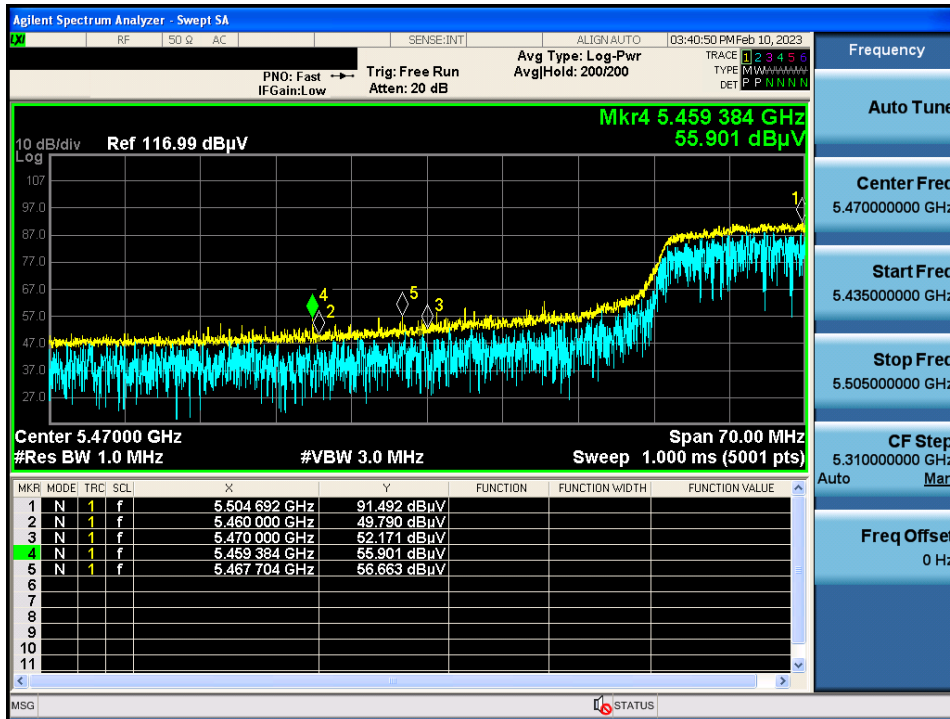 Agilent Spectrum Analyzer - Swept SA
LXI RF 50 Ω AC SENSE:INT ALIGN AUTO 03:40:50 PM Feb 10, 2023
Frequency
PNO: Fast Trig: Free Run Avg Type: Log-Pwr TRACE 1 2 3 4 5 6
IFGain:Low Atten: 20 dB Avg|Hold: 200/200 TYPE M W
DET P P N N N N
Auto Tune
Mkr4 5.459 384 GHz
10 dB/div Ref 116.99 dBµV 55.901 dBµV
Log
107
97.0
87.0
77.0
67.0
57.0
47.0
37.0
27.0
1
4
2
5
3
Center 5.47000 GHz Span 70.00 MHz
#Res BW 1.0 MHz #VBW 3.0 MHz Sweep 1.000 ms (5001 pts)
Center Freq
5.470000000 GHz
Start Freq
5.435000000 GHz
Stop Freq
5.505000000 GHz
CF Step
5.310000000 GHz
Auto Man
Freq Offset
0 Hz
MKR MODE TRC SCL X Y FUNCTION FUNCTION WIDTH FUNCTION VALUE
1 N 1 f 5.504 692 GHz 91.492 dBµV
2 N 1 f 5.460 000 GHz 49.790 dBµV
3 N 1 f 5.470 000 GHz 52.171 dBµV
4 N 1 f 5.459 384 GHz 55.901 dBµV
5 N 1 f 5.467 704 GHz 56.663 dBµV
6
7
8
9
10
11
MSG STATUS